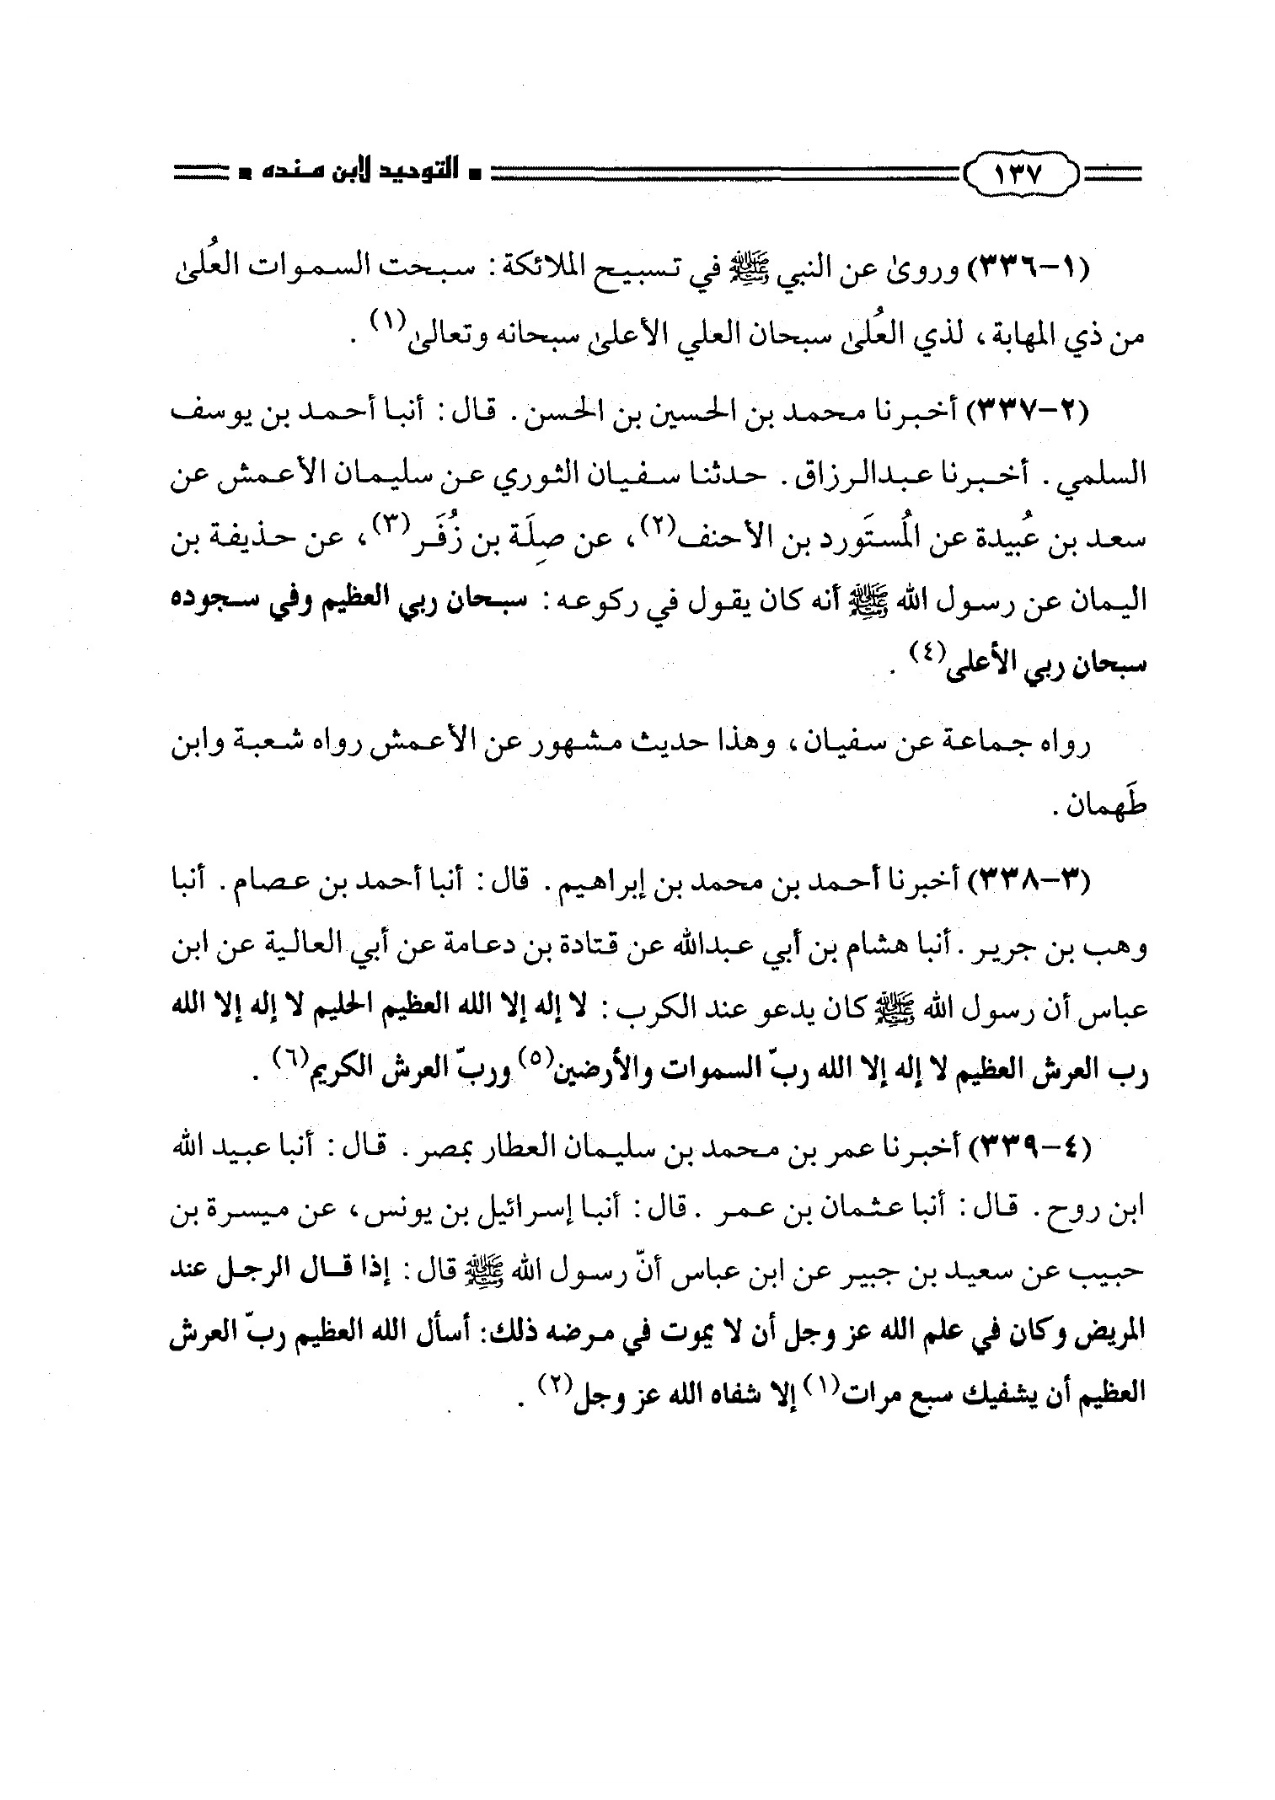 ١٣٧ ■ التوحيد لابن منده ■
(١-٣٣٦) وروىٰ عن النبي ﷺ في تسبيح الملائكة : سبحت السموات العُلىٰ
من ذي المهابة ، لذي العُلىٰ سبحان العلي الأعلىٰ سبحانه وتعالىٰ(١) .
(٢-٣٣٧) أخبرنا محمد بن الحسين بن الحسن . قال : أنبا أحمد بن يوسف
السلمي . أخبرنا عبدالرزاق . حدثنا سفيان الثوري عن سليمان الأعمش عن
سعد بن عُبيدة عن المُستَورد بن الأحنف(٢) ، عن صِلَة بن زُفَر(٣) ، عن حذيفة بن
اليمان عن رسول الله ﷺ أنه كان يقول في ركوعه : سبحان ربي العظيم وفي سجوده
سبحان ربي الأعلى(٤) .
رواه جماعة عن سفيان ، وهذا حديث مشهور عن الأعمش رواه شعبة وابن
طَهمان .
(٣-٣٣٨) أخبرنا أحمد بن محمد بن إبراهيم . قال : أنبا أحمد بن عصام . أنبا
وهب بن جرير . أنبا هشام بن أبي عبدالله عن قتادة بن دعامة عن أبي العالية عن ابن
عباس أن رسول الله ﷺ كان يدعو عند الكرب : لا إله إلا الله العظيم الحليم لا إله إلا الله
رب العرش العظيم لا إله إلا الله ربّ السموات والأرضين(٥) وربّ العرش الكريم(٦) .
(٤-٣٣٩) أخبرنا عمر بن محمد بن سليمان العطار بمصر . قال : أنبا عبيد الله
ابن روح . قال : أنبا عثمان بن عمر . قال : أنبا إسرائيل بن يونس ، عن ميسرة بن
حبيب عن سعيد بن جبير عن ابن عباس أنّ رسول الله ﷺ قال : إذا قال الرجل عند
المريض وكان في علم الله عز وجل أن لا يموت في مرضه ذلك : أسأل الله العظيم ربّ العرش
العظيم أن يشفيك سبع مرات(١) إلا شفاه الله عز وجل(٢) .